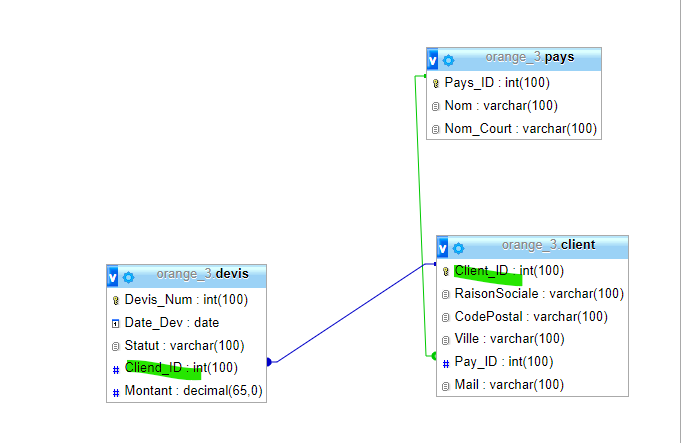 orange_3.pays
Pays_ID : int(100)
Nom : varchar(100)
Nom_Court : varchar(100)
orange_3.client
Client_ID : int(100)
RaisonSociale : varchar(100)
CodePostal : varchar(100)
Ville : varchar(100)
Pay_ID : int(100)
Mail : varchar(100)
orange_3.devis
Devis_Num : int(100)
Date_Dev : date
Statut : varchar(100)
Cliend_ID : int(100)
Montant : decimal(65,0)